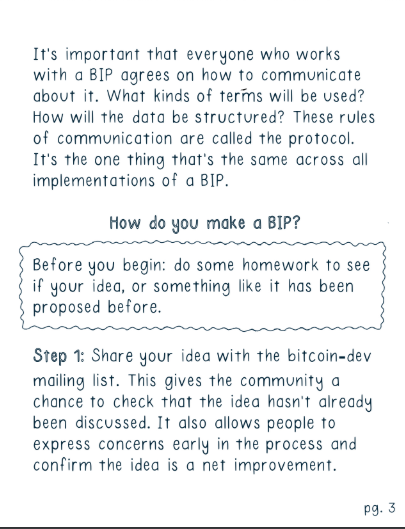 It's important that everyone who works
with a BIP agrees on how to communicate
about it. What kinds of terms will be used?
How will the data be structured? These rules
of communication are called the protocol.
It's the one thing that's the same across all
implementations of a BIP.
How do you make a BIP?
Before you begin: do some homework to see
if your idea, or something like it has been
proposed before.
Step 1: Share your idea with the bitcoin-dev
mailing list. This gives the community a
chance to check that the idea hasn't already
been discussed. It also allows people to
express concerns early in the process and
confirm the idea is a net improvement.
pg. 3